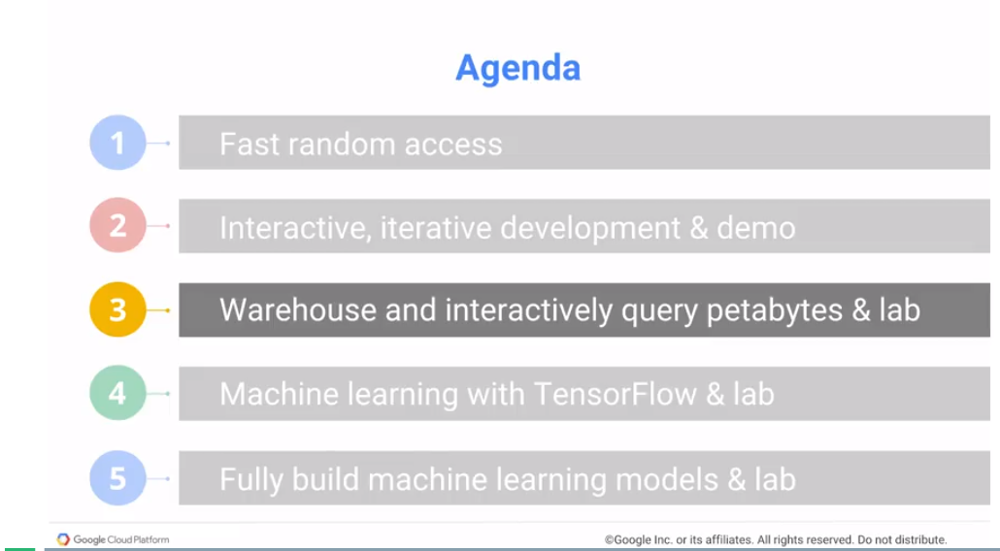 Agenda
1 Fast random access
2 Interactive, iterative development & demo
3 Warehouse and interactively query petabytes & lab
4 Machine learning with TensorFlow & lab
5 Fully build machine learning models & lab
Google Cloud Platform ©Google Inc. or its affiliates. All rights reserved. Do not distribute.